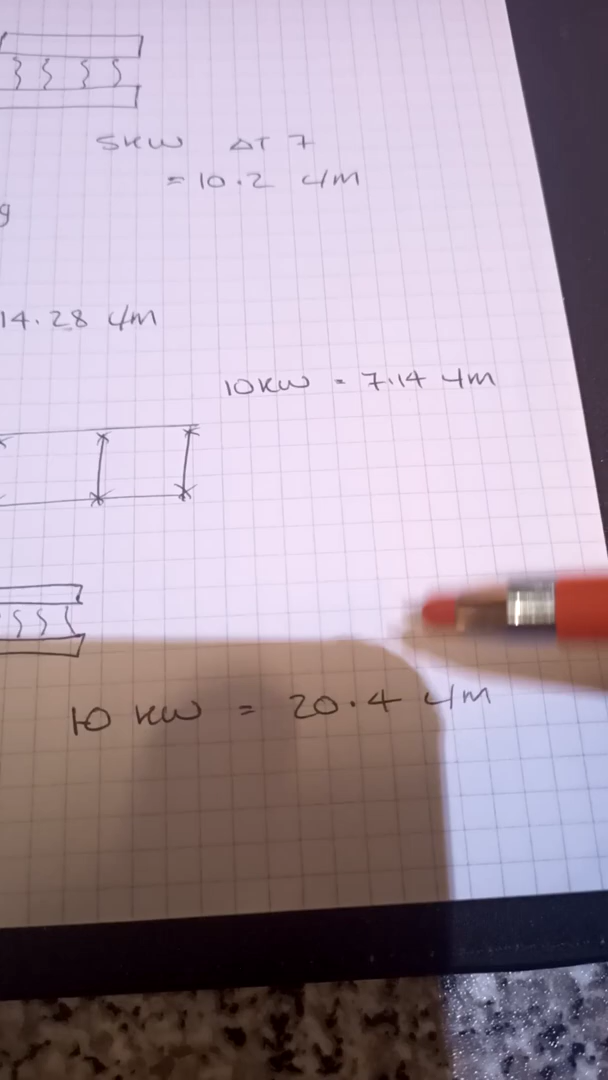 5KW ΔT 7
= 10.2 L/M
g
14.28 L/M
10KW = 7.14 L/M
10 KW = 20.4 L/M